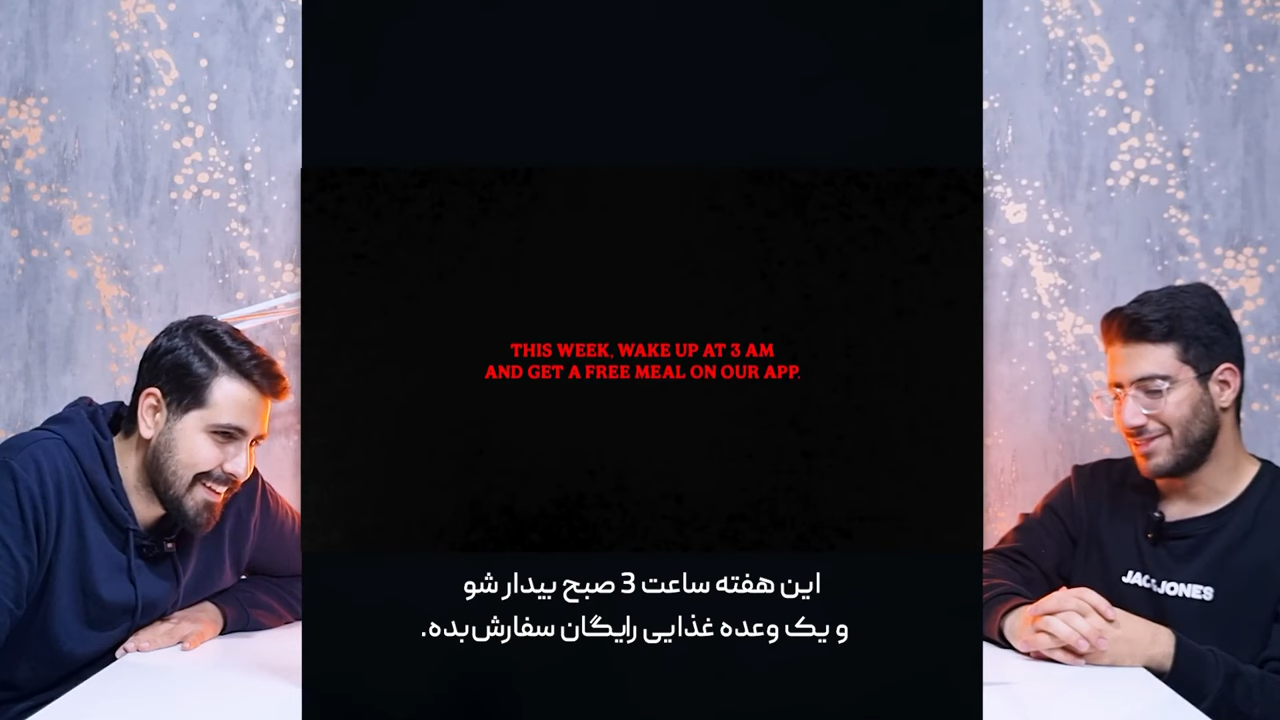 THIS WEEK, WAKE UP AT 3 AM
AND GET A FREE MEAL ON OUR APP.
این هفته ساعت 3 صبح بیدار شو
و یک وعده غذایی رایگان سفارش‌بده.
JACK JONES